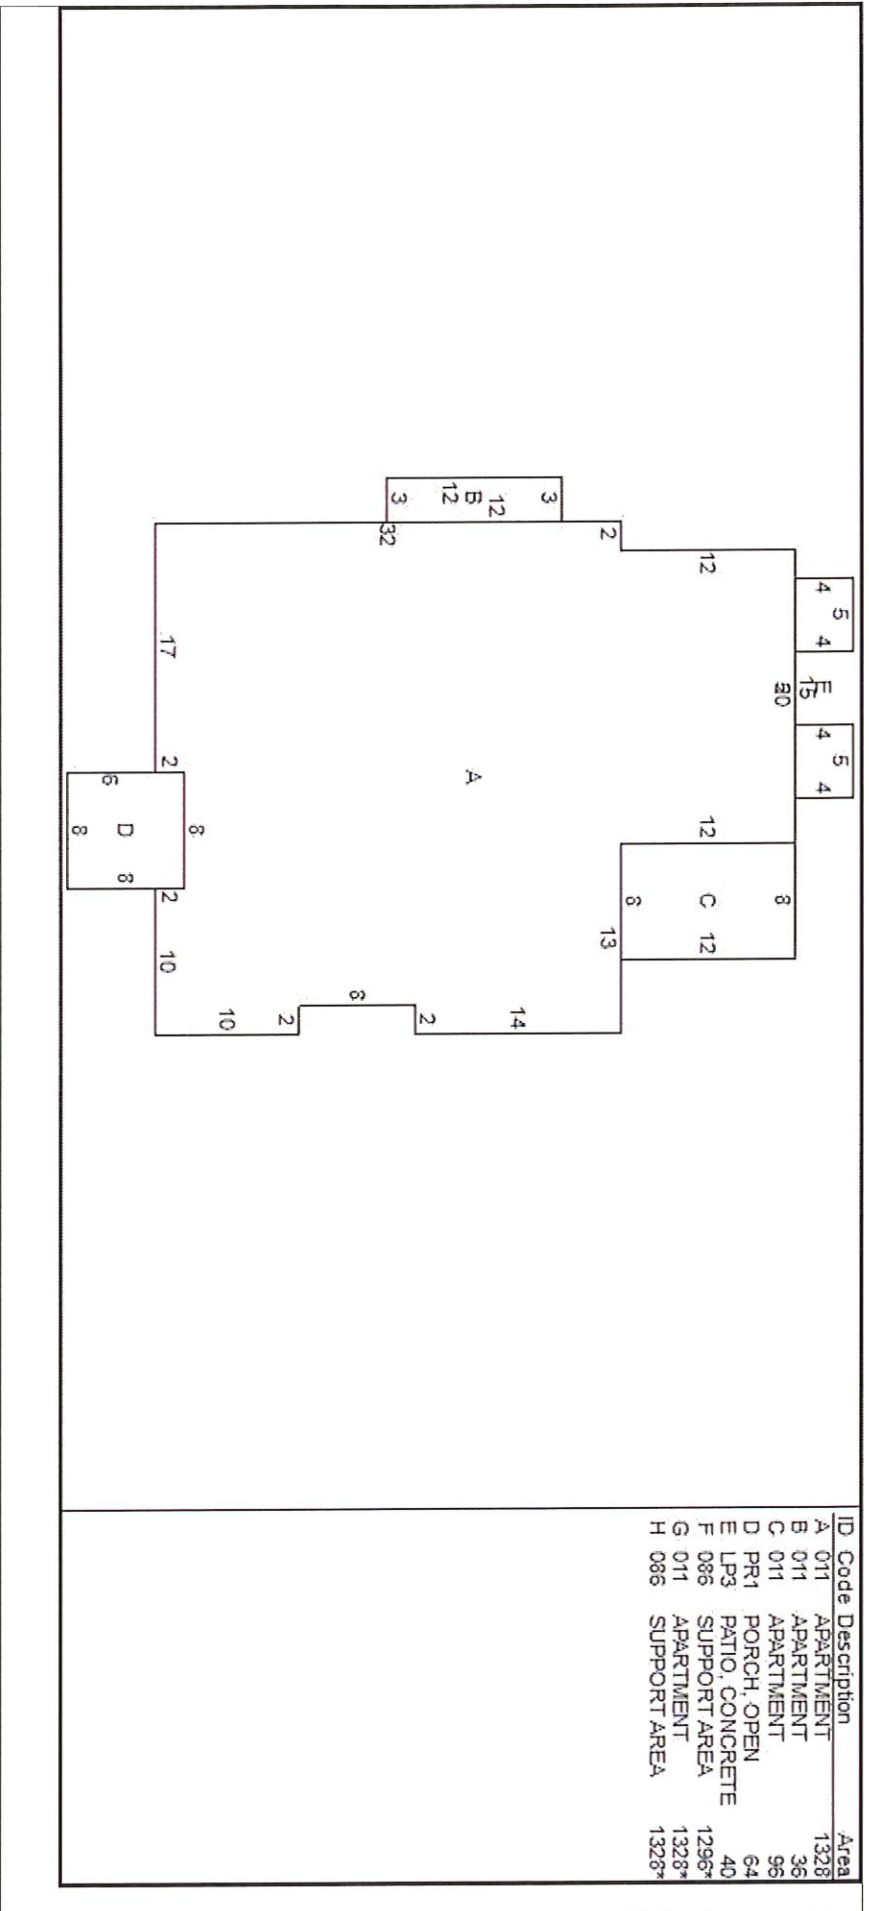 ID Code Description Area
A 011 APARTMENT 1328
B 011 APARTMENT 36
C 011 APARTMENT 96
D PR1 PORCH, OPEN 64
E LP3 PATIO, CONCRETE 40
F 086 SUPPORT AREA 1296*
G 011 APARTMENT 1328*
H 086 SUPPORT AREA 1328*
5
4 4
E
15
5
4 4
20
12
12
8
C
12
8
2
13
3
12
B
12
3
32
A
14
2
8
2
10
17
2
8
2
10
6
D
8
8